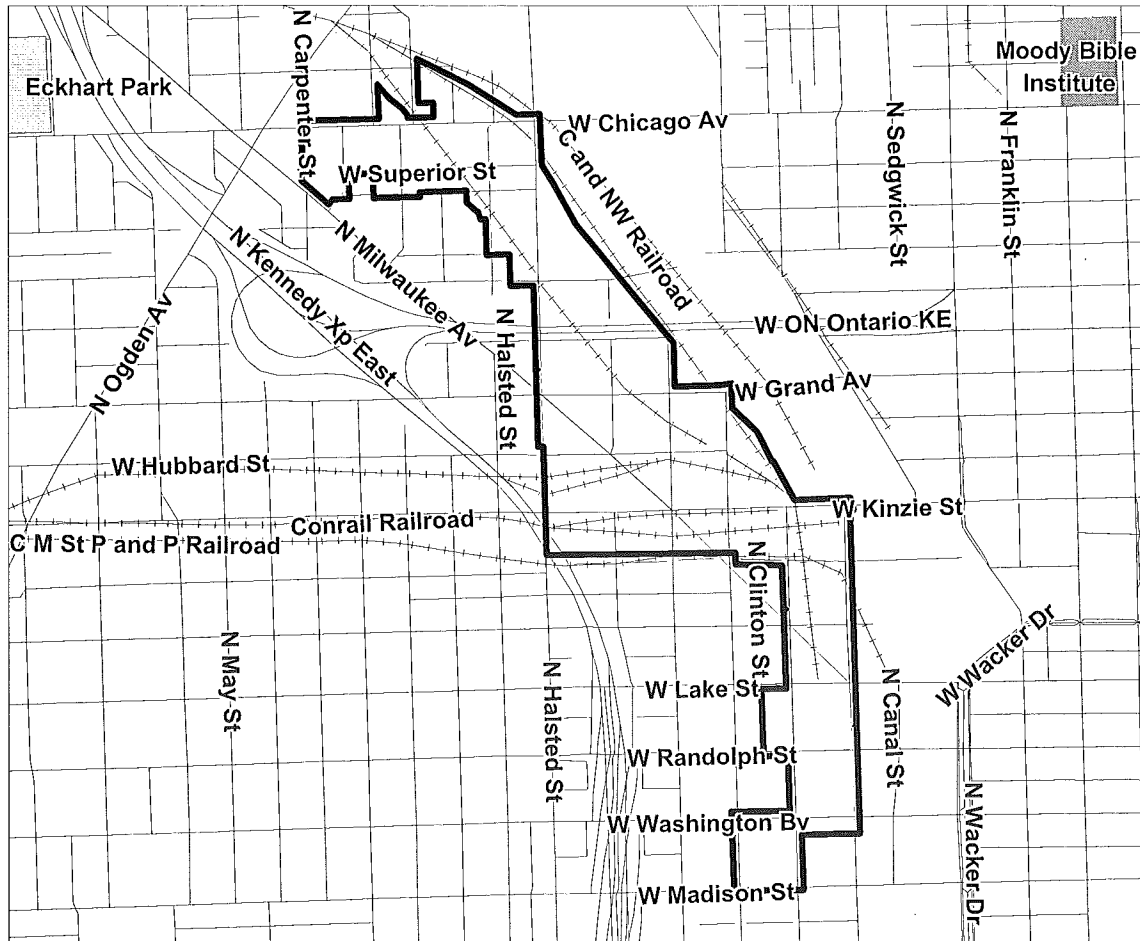 N Carpenter St
Eckhart Park
Moody Bible
Institute
W Chicago Av
N Sedgwick St
N Franklin St
C and NW Railroad
W Superior St
N Milwaukee Av
N Kennedy Xp East
N Ogden Av
N Halsted St
W ON Ontario KE
W Grand Av
W Hubbard St
W Kinzie St
Conrail Railroad
C M St P and P Railroad
N Clinton St
N May St
N Halsted St
W Lake St
N Canal St
W Wacker Dr
W Randolph St
W Washington Bv
N Wacker Dr
W Madison St